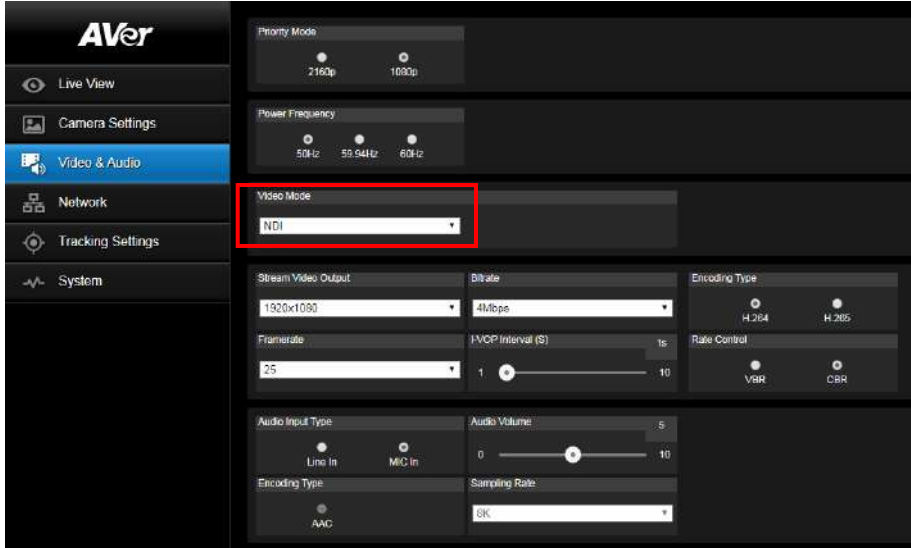 AVer
Live View
Camera Settings
Video & Audio
Network
Tracking Settings
System
Priority Mode
2160p 1080p
Power Frequency
50Hz 59.94Hz 60Hz
Video Mode
NDI
Stream Video Output Bitrate Encoding Type
1920x1080 4Mbps H.264 H.265
Framerate I-VOP Interval (S) 1s Rate Control
25 1 10 VBR CBR
Audio Input Type Audio Volume 5
Line In MIC In 0 10
Encoding Type Sampling Rate
AAC 8K